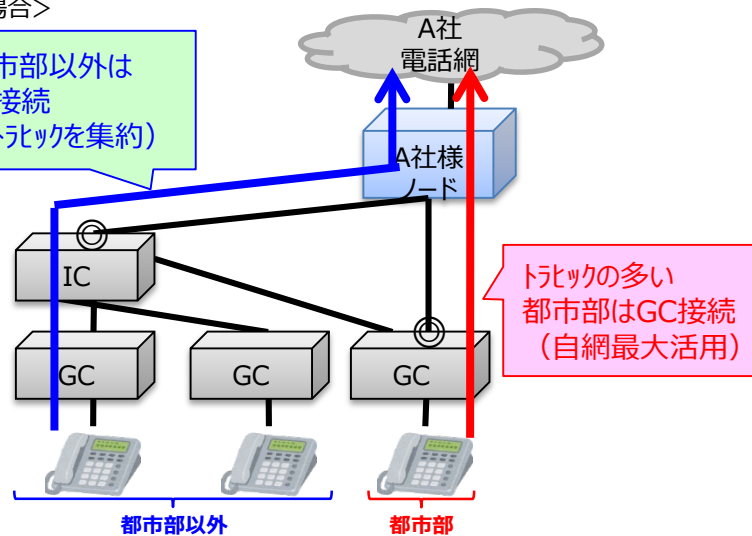 場合＞
市部以外は
接続
ﾄﾗﾋｯｸを集約）
A社
電話網
A社様
ノード
IC
GC
GC
GC
ﾄﾗﾋｯｸの多い
都市部はGC接続
（自網最大活用）
都市部以外
都市部